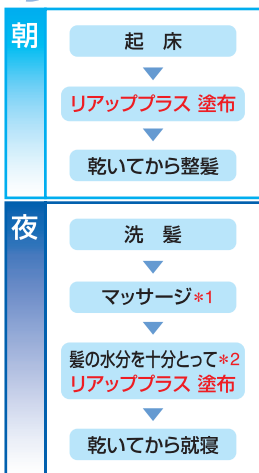 朝
起床
リアッププラス 塗布
乾いてから整髪
夜
洗髪
マッサージ*1
髪の水分を十分とって*2
リアッププラス 塗布
乾いてから就寝